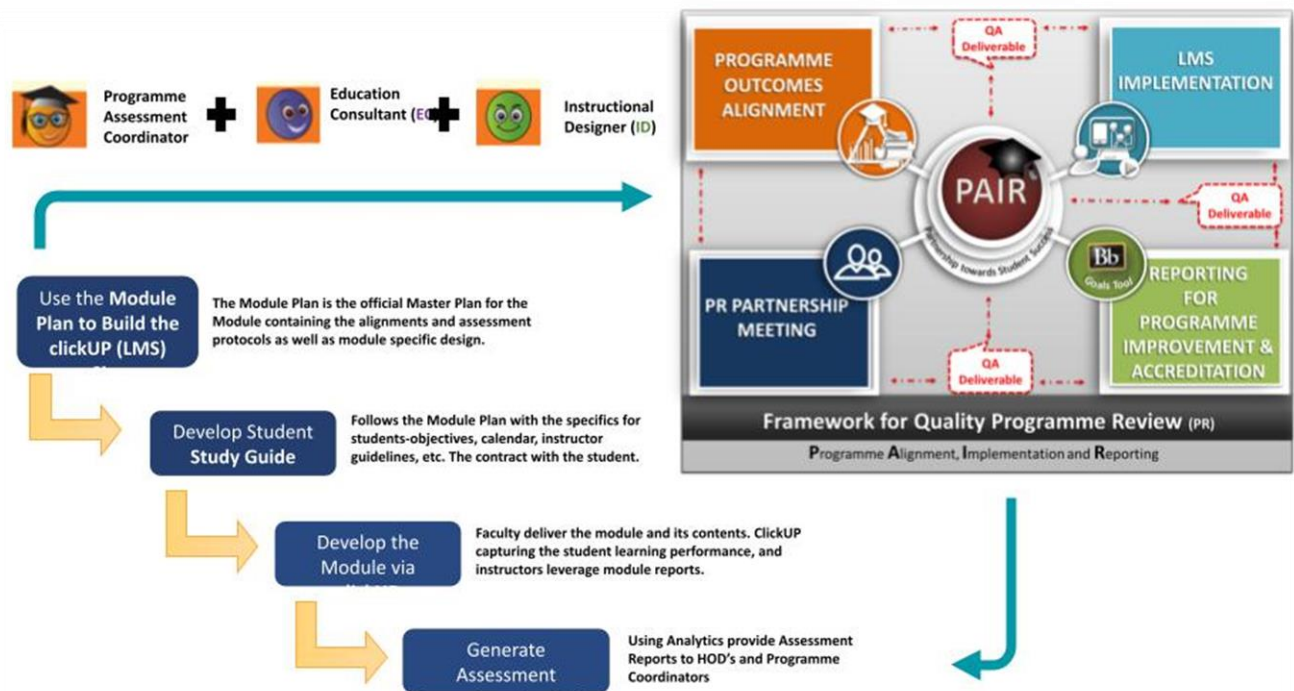 Programme
Assessment
Coordinator
Education
Consultant (EC
Instructional
Designer (ID)
PROGRAMME
OUTCOMES
ALIGNMENT
QA
Deliverable
LMS
IMPLEMENTATION
PAIR
Partnership towards Student Success
QA
Deliverable
PR PARTNERSHIP
MEETING
Bb
Goals Tool
REPORTING
FOR
PROGRAMME
IMPROVEMENT &
ACCREDITATION
QA
Deliverable
Framework for Quality Programme Review (PR)
Programme Alignment, Implementation and Reporting
Use the Module
Plan to Build the
clickUP (LMS)
The Module Plan is the official Master Plan for the
Module containing the alignments and assessment
protocols as well as module specific design.
Develop Student
Study Guide
Follows the Module Plan with the specifics for
students-objectives, calendar, instructor
guidelines, etc. The contract with the student.
Develop the
Module via
Faculty deliver the module and its contents. ClickUP
capturing the student learning performance, and
instructors leverage module reports.
Generate
Assessment
Using Analytics provide Assessment
Reports to HOD's and Programme
Coordinators